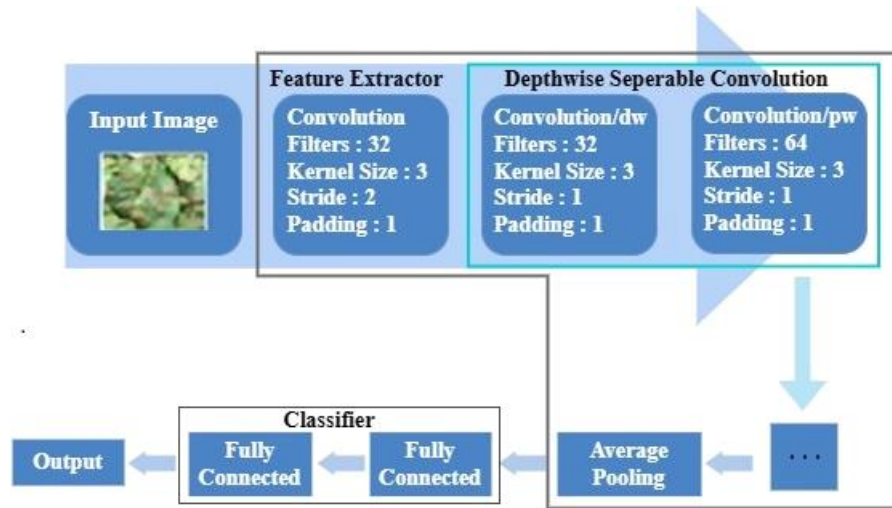 Feature Extractor
Depthwise Seperable Convolution
Input Image
Convolution
Filters : 32
Kernel Size : 3
Stride : 2
Padding : 1
Convolution/dw
Filters : 32
Kernel Size : 3
Stride : 1
Padding : 1
Convolution/pw
Filters : 64
Kernel Size : 3
Stride : 1
Padding : 1
. . .
Average
Pooling
Classifier
Fully
Connected
Fully
Connected
Output